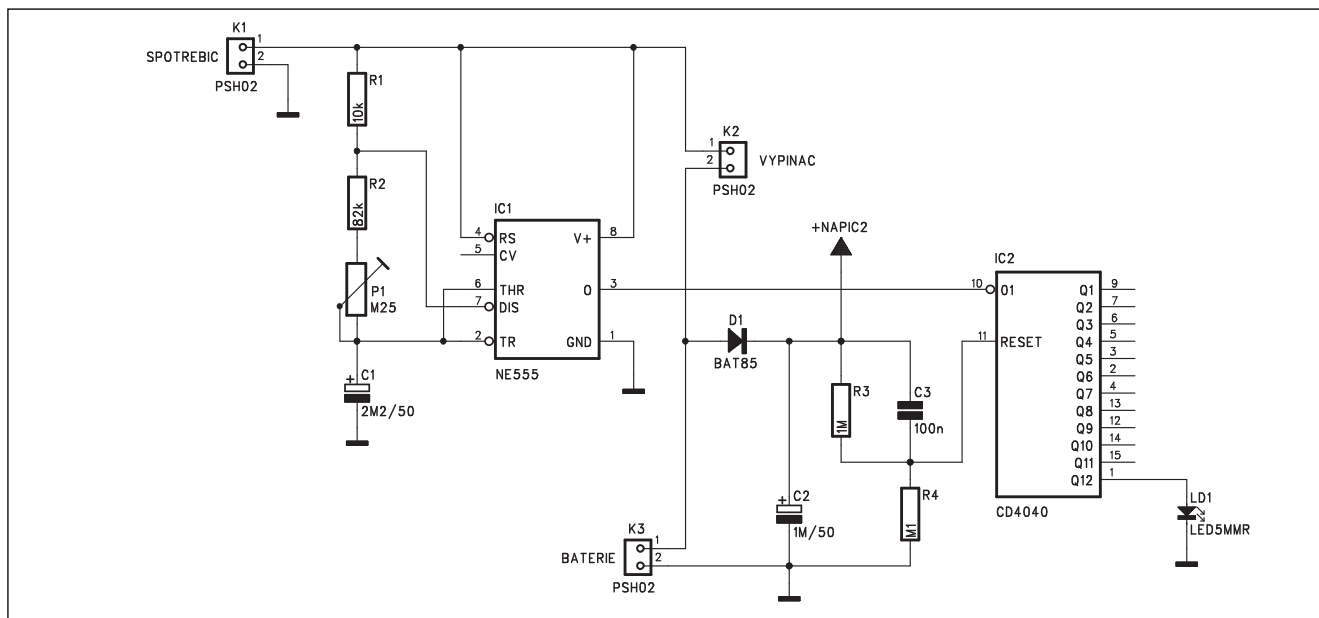 K1
SPOTREBIC
1
2
PSH02
R1
10k
R2
82k
P1
M25
C1
2M2/50
IC1
4
RS
5
CV
6
THR
7
DIS
2
TR
V+
8
O
3
GND
1
NE555
K2
1
2
VYPINAC
PSH02
+NAPIC2
D1
BAT85
R3
1M
C3
100n
C2
1M/50
R4
M1
K3
BATERIE
1
2
PSH02
IC2
10
O1
11
RESET
Q1
9
Q2
7
Q3
6
Q4
5
Q5
3
Q6
2
Q7
4
Q8
13
Q9
12
Q10
14
Q11
15
Q12
1
CD4040
LD1
LED5MMR